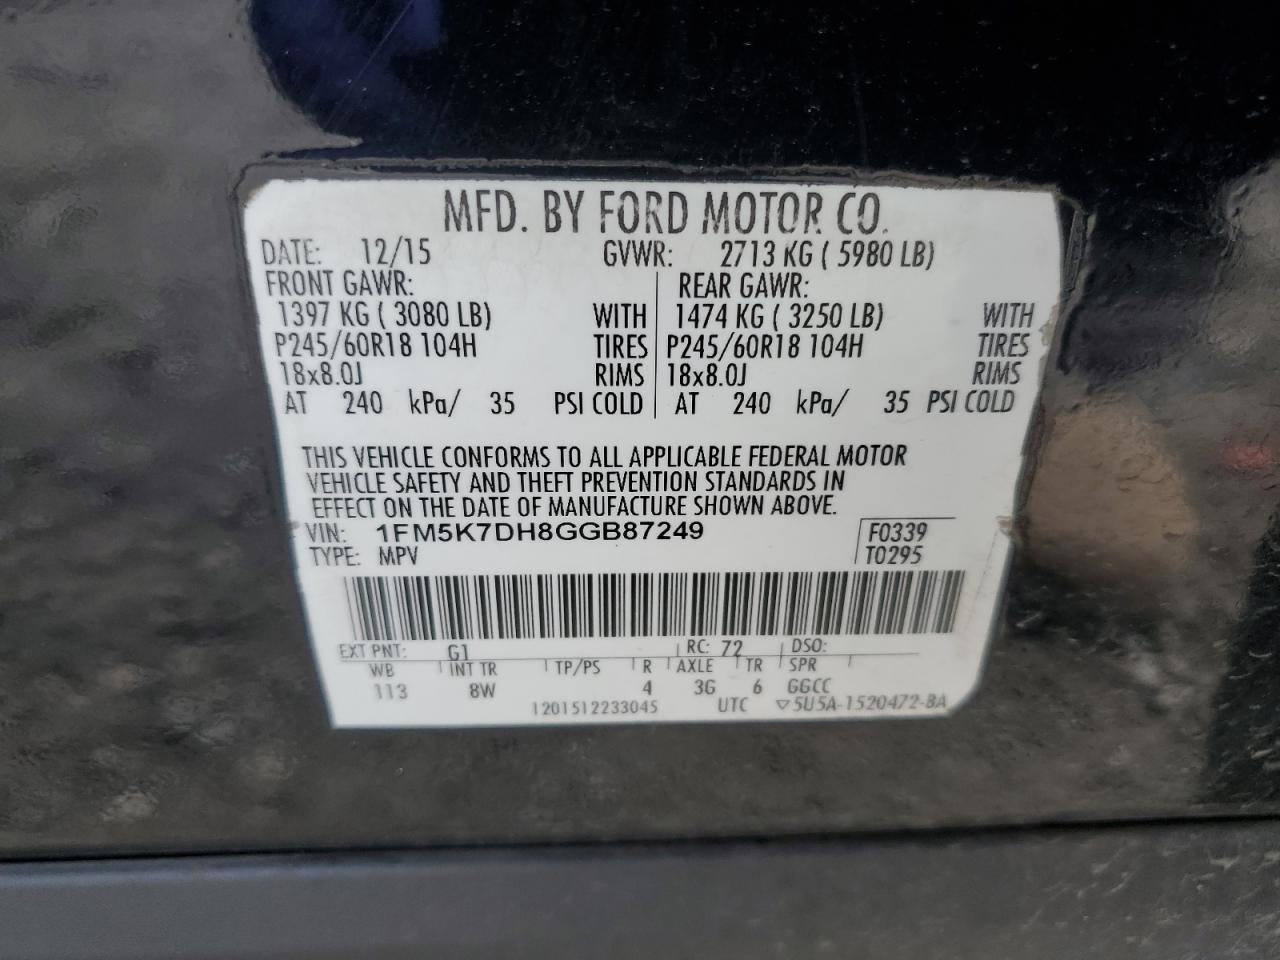 MFD. BY FORD MOTOR CO.
DATE: 12/15 GVWR: 2713 KG ( 5980 LB)
FRONT GAWR: REAR GAWR:
1397 KG ( 3080 LB) WITH 1474 KG ( 3250 LB) WITH
P245/60R18 104H TIRES P245/60R18 104H TIRES
18x8.0J RIMS 18x8.0J RIMS
AT 240 kPa/ 35 PSI COLD AT 240 kPa/ 35 PSI COLD
THIS VEHICLE CONFORMS TO ALL APPLICABLE FEDERAL MOTOR
VEHICLE SAFETY AND THEFT PREVENTION STANDARDS IN
EFFECT ON THE DATE OF MANUFACTURE SHOWN ABOVE.
VIN: 1FM5K7DH8GGB87249 F0339
TYPE: MPV T0295
EXT PNT: G1 RC: 72 DSO:
WB INT TR TP/PS R AXLE TR SPR
113 8W 4 3G 6 GGCC
1201512233045 UTC ▽5U5A-1520472-BA